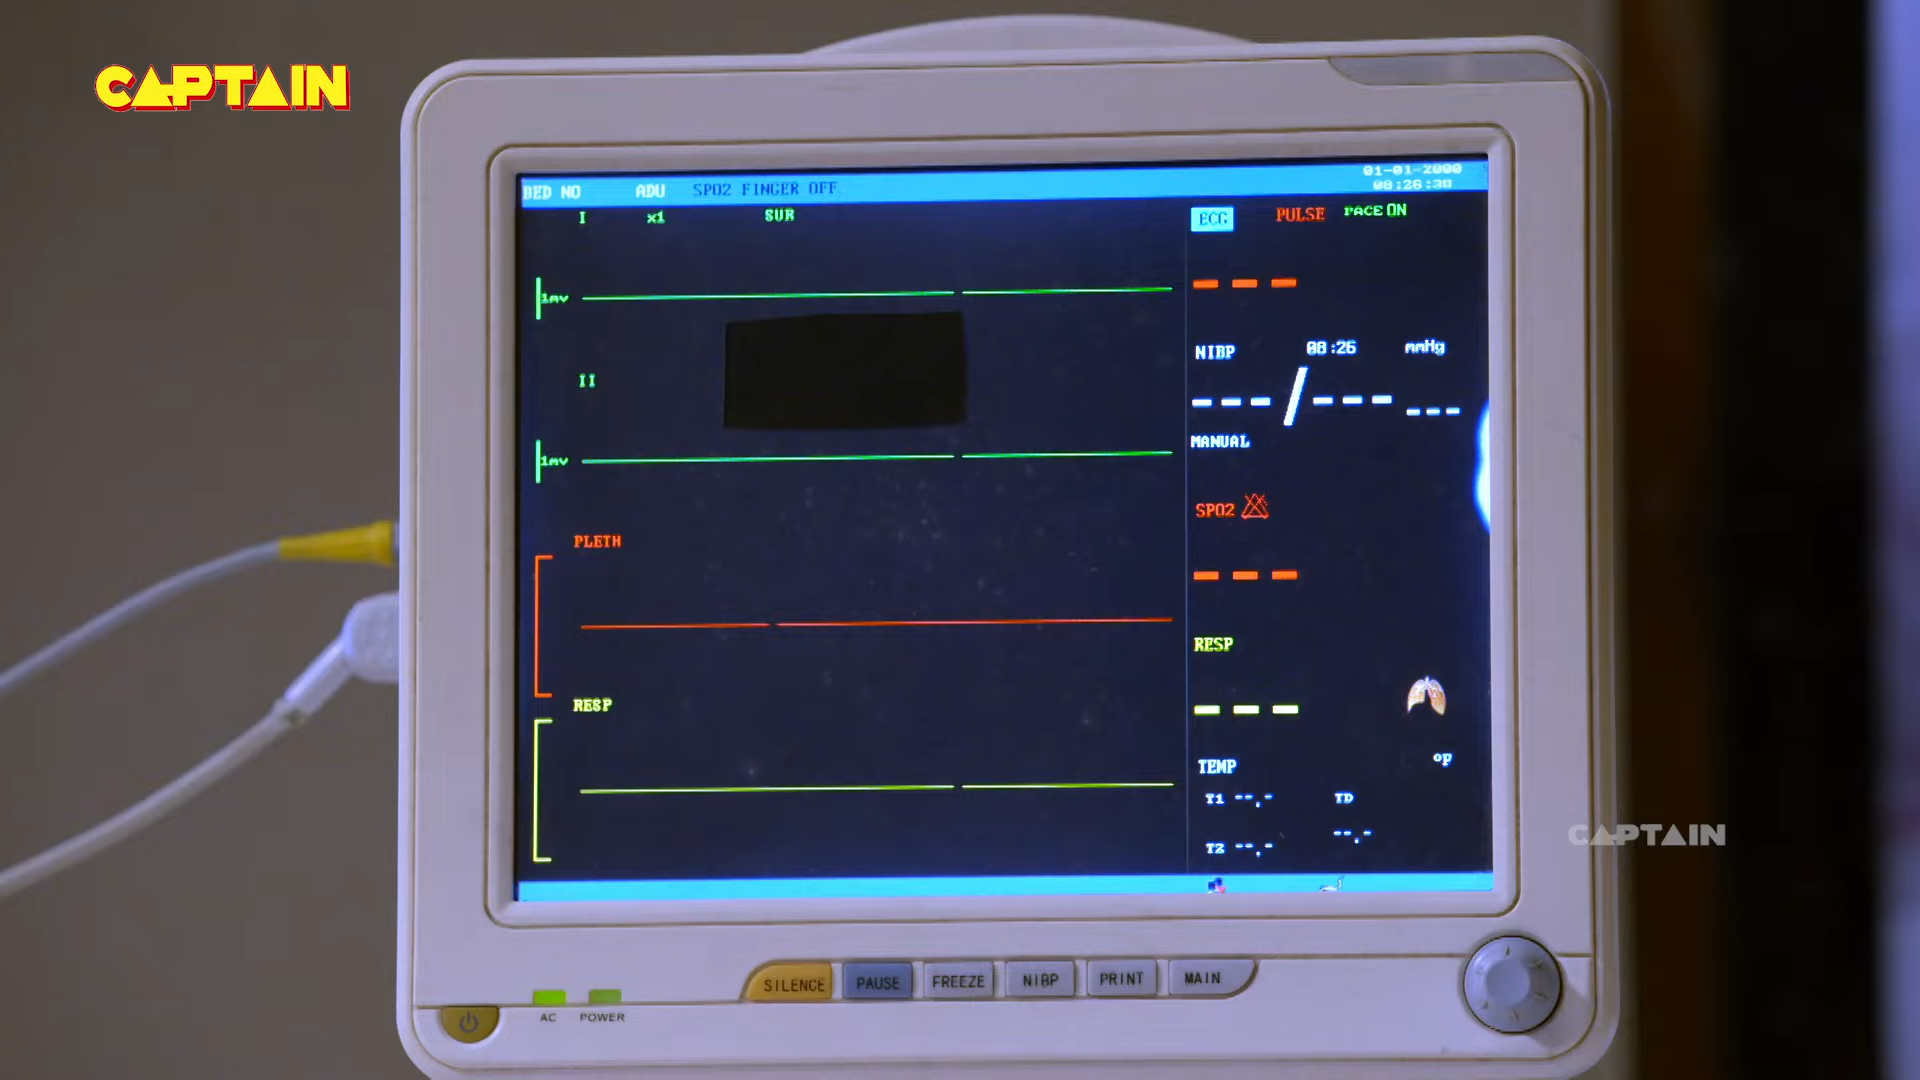 CAPTAIN
BED NO ADU SPO2 FINGER OFF 01-01-2000
08:26:30
I x1 SUR ECG PULSE PACE ON
1mv
NIBP 08:26 mmHg
II
---/--- ---
MANUAL
1mv
SPO2
PLETH
---
RESP
RESP
---
TEMP
T1 --.- TD
T2 --.- --.-
CAPTAIN
SILENCE PAUSE FREEZE NIBP PRINT MAIN
AC POWER